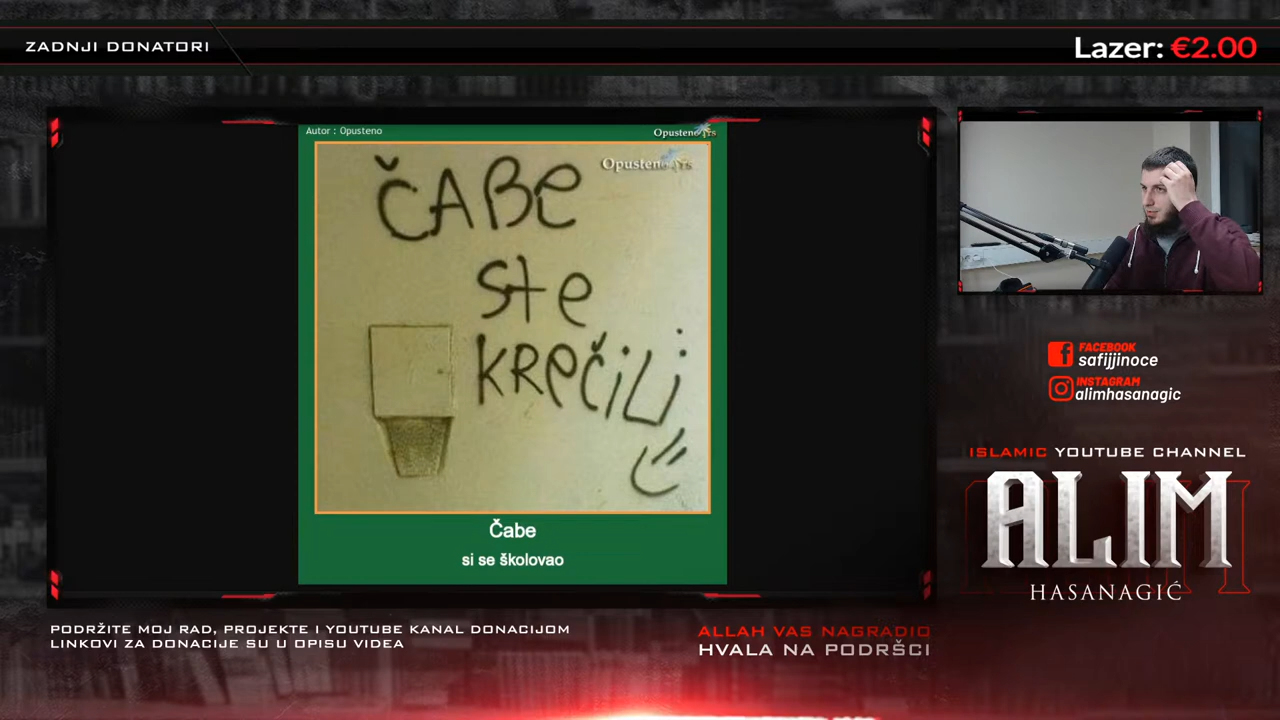 ZADNJI DONATORI
Lazer: €2.00
Autor : Opusteno
Opusteno.rs
Opusteno.rs
ČABE
ste
KREČILI
Čabe
si se školovao
FACEBOOK
safijjinoce
INSTAGRAM
alimhasanagic
ISLAMIC YOUTUBE CHANNEL
ALIM
HASANAGIĆ
PODRŽITE MOJ RAD, PROJEKTE I YOUTUBE KANAL DONACIJOM
LINKOVI ZA DONACIJE SU U OPISU VIDEA
ALLAH VAS NAGRADIO
HVALA NA PODRŠCI